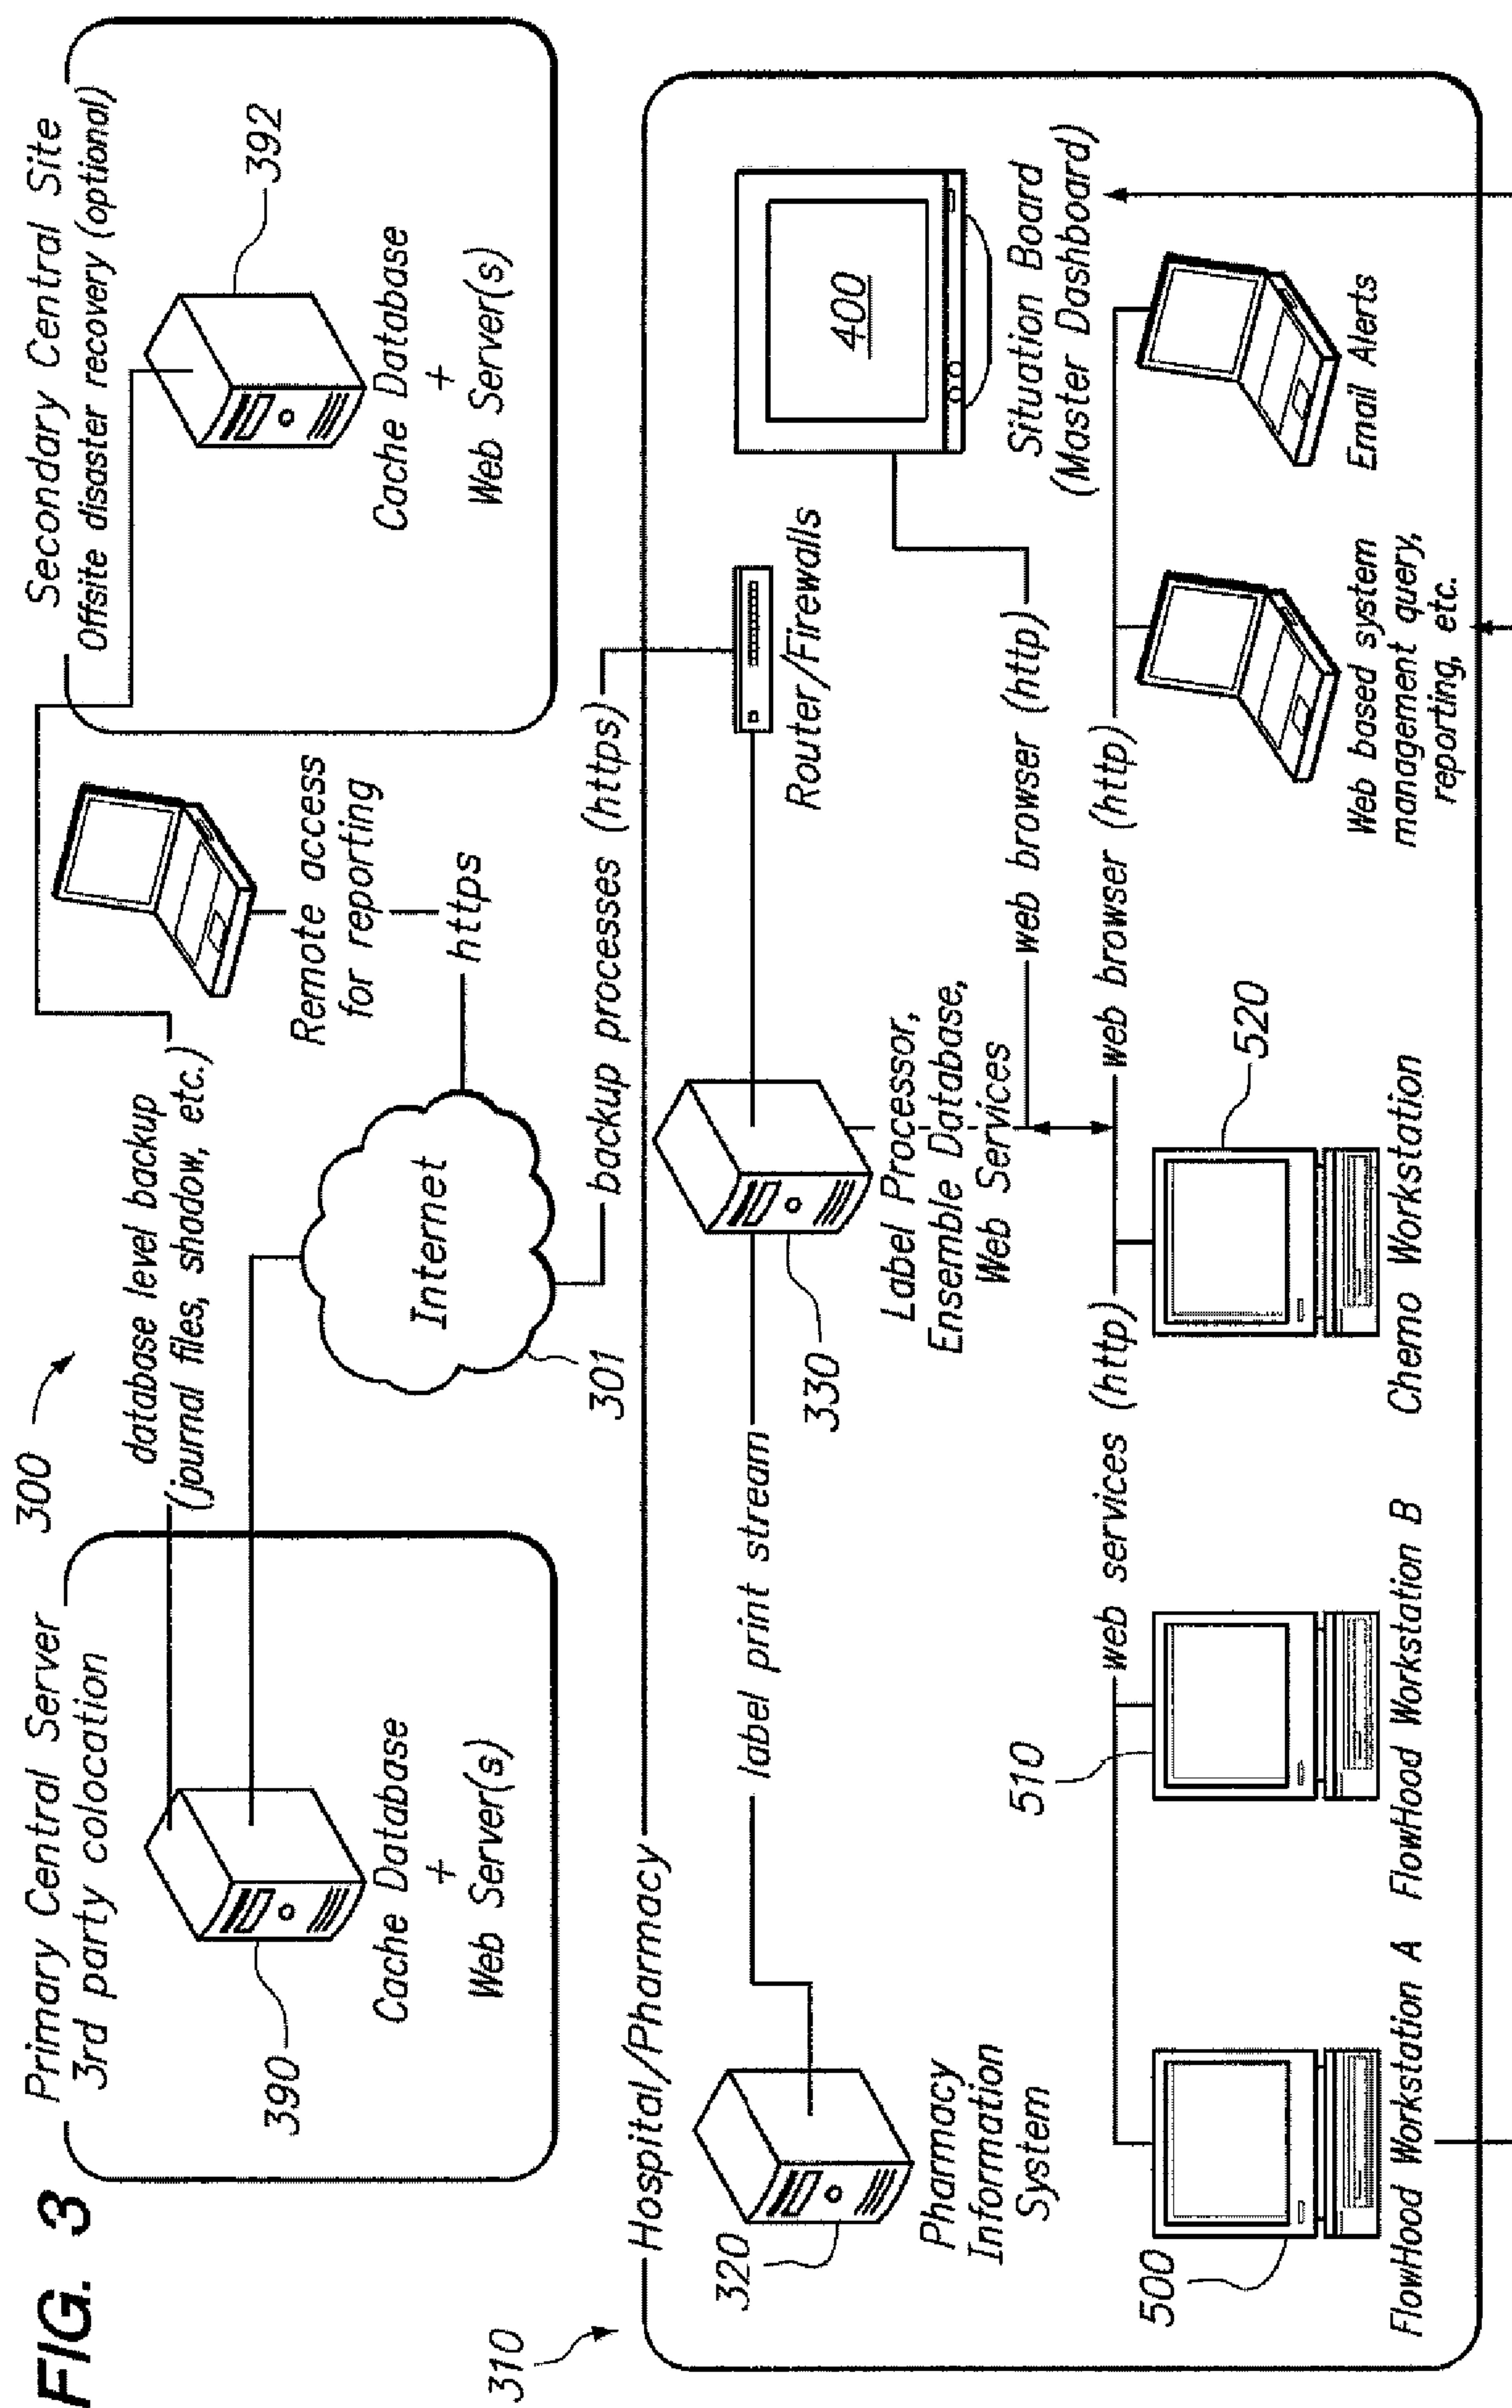 FIG. 3
300
Primary Central Server
3rd party colocation
390
Cache Database
+
Web Server(s)
database level backup
(journal files, shadow, etc.)
Remote access
for reporting
https
Internet
301
backup processes (https)
Secondary Central Site
Offsite disaster recovery (optional)
392
Cache Database
+
Web Server(s)
310
Hospital/Pharmacy
320
Pharmacy
Information
System
label print stream
330
Label Processor,
Ensemble Database,
Web Services
Router/Firewalls
400
Situation Board
(Master Dashboard)
web browser (http)
web services (http)
web browser (http)
500
FlowHood Workstation A
510
FlowHood Workstation B
520
Chemo Workstation
Web based system
management query,
reporting, etc.
Email Alerts